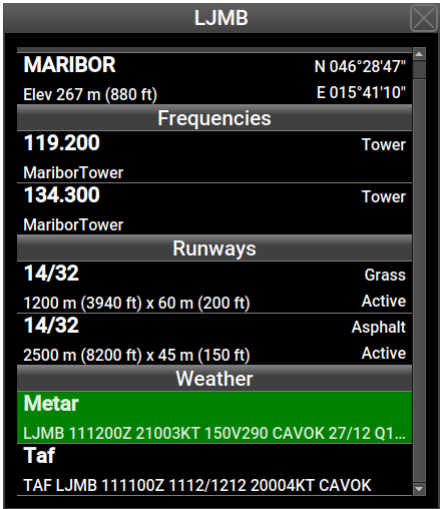 LJMB
MARIBOR N 046°28'47"
Elev 267 m (880 ft) E 015°41'10"
Frequencies
119.200 Tower
MariborTower
134.300 Tower
MariborTower
Runways
14/32 Grass
1200 m (3940 ft) x 60 m (200 ft) Active
14/32 Asphalt
2500 m (8200 ft) x 45 m (150 ft) Active
Weather
Metar
LJMB 111200Z 21003KT 150V290 CAVOK 27/12 Q1...
Taf
TAF LJMB 111100Z 1112/1212 20004KT CAVOK